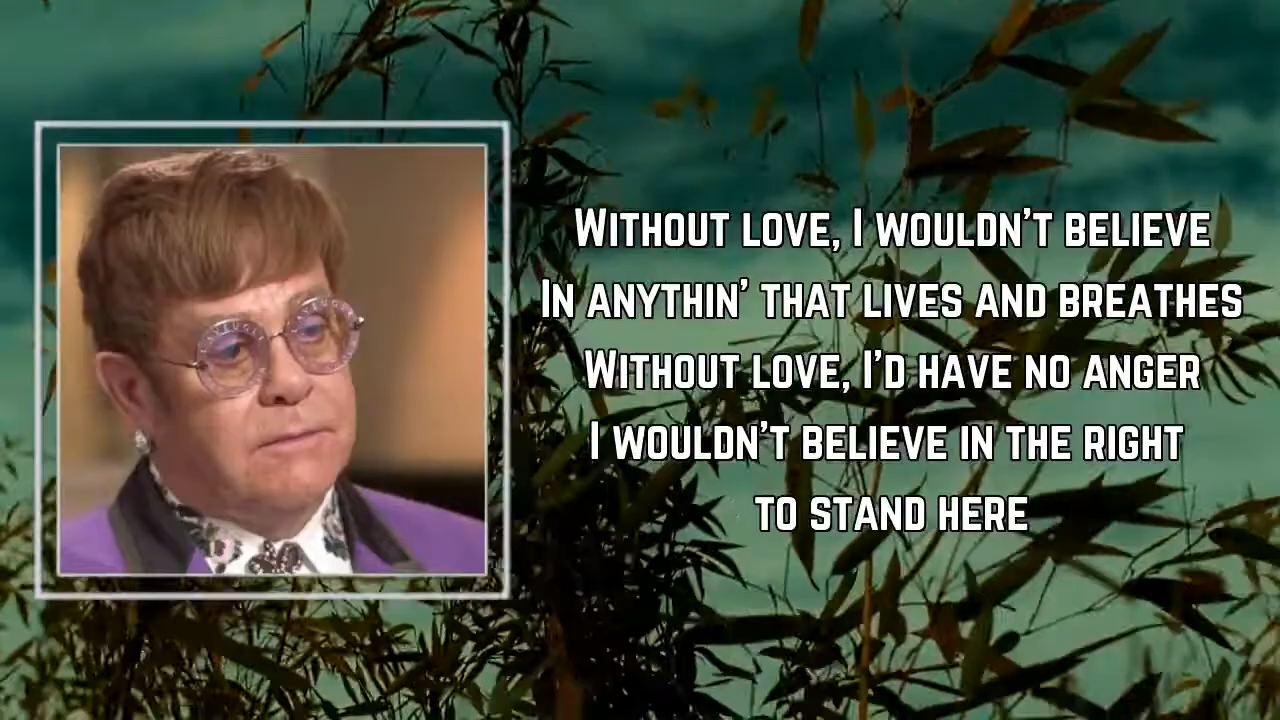 WITHOUT LOVE, I WOULDN'T BELIEVE
IN ANYTHIN' THAT LIVES AND BREATHES
WITHOUT LOVE, I'D HAVE NO ANGER
I WOULDN'T BELIEVE IN THE RIGHT
TO STAND HERE